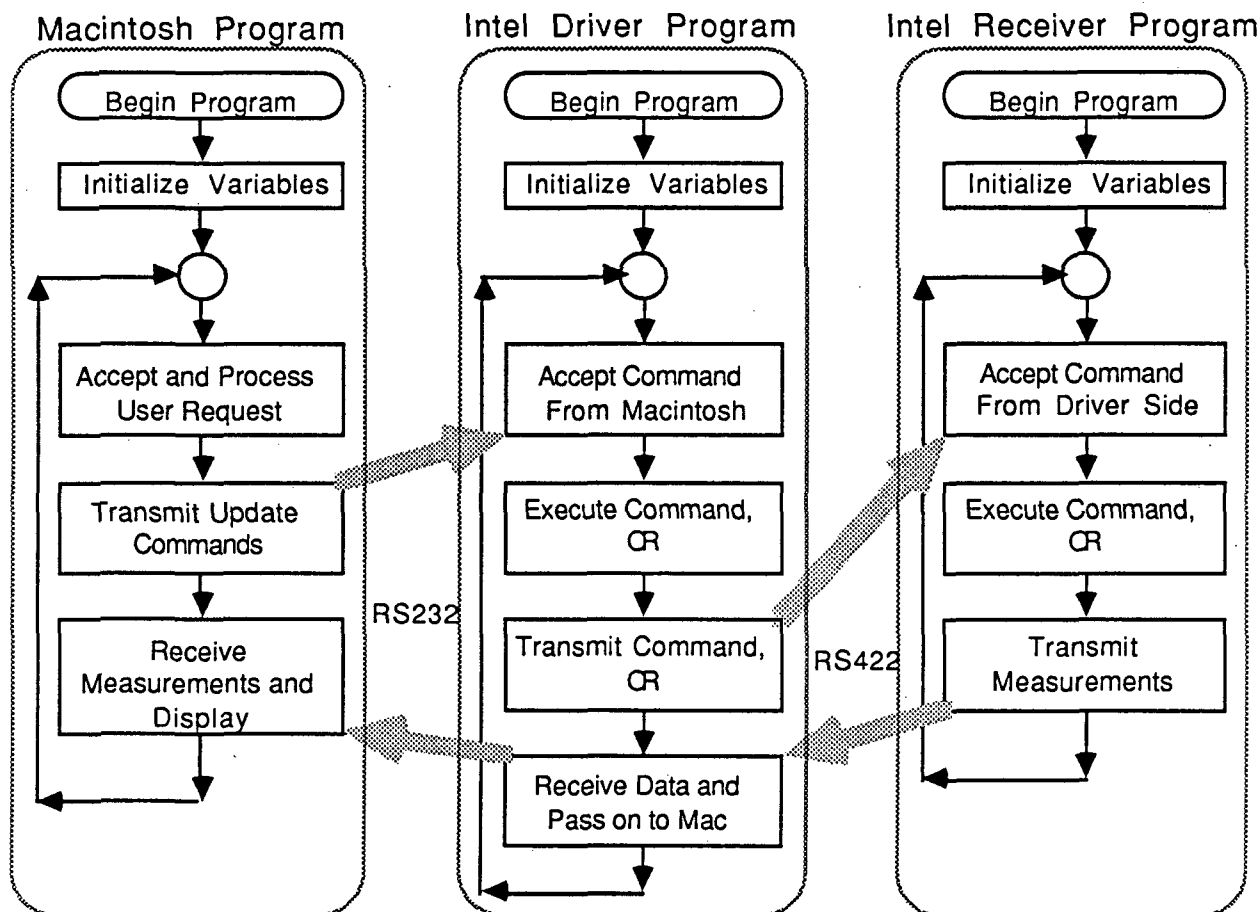 Macintosh Program
Begin Program
Initialize Variables
Accept and Process
User Request
Transmit Update
Commands
Receive
Measurements and
Display
RS232
Intel Driver Program
Begin Program
Initialize Variables
Accept Command
From Macintosh
Execute Command,
OR
Transmit Command,
OR
Receive Data and
Pass on to Mac
RS422
Intel Receiver Program
Begin Program
Initialize Variables
Accept Command
From Driver Side
Execute Command,
OR
Transmit
Measurements